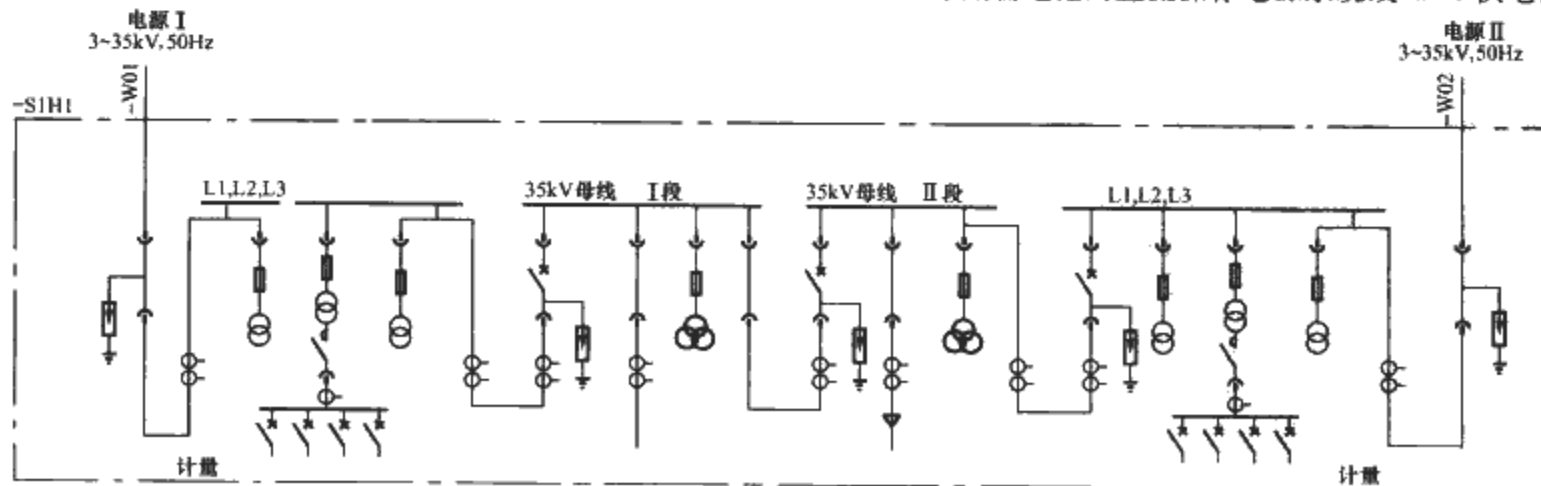 电源Ⅰ
3~35kV,50Hz
电源Ⅱ
3~35kV,50Hz
-W01
-W02
-S1H1
L1,L2,L3
35kV母线 Ⅰ段
35kV母线 Ⅱ段
L1,L2,L3
计量
计量